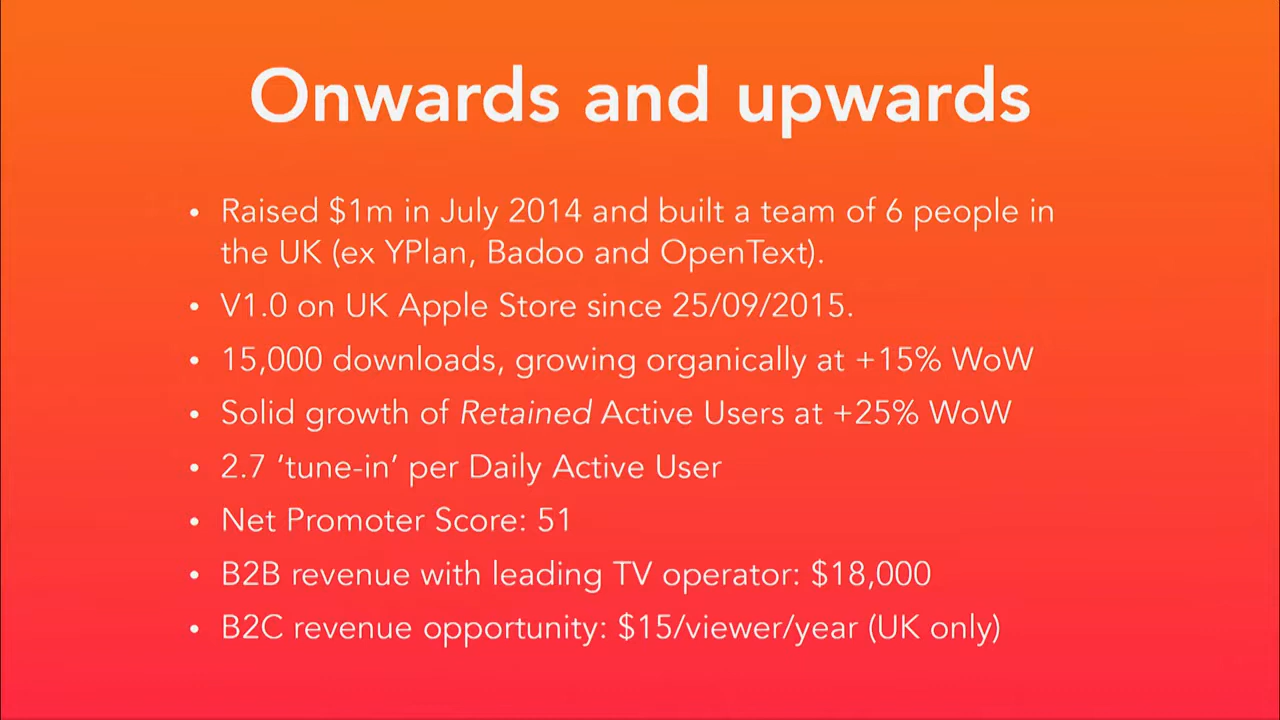 Onwards and upwards
• Raised $1m in July 2014 and built a team of 6 people in
the UK (ex YPlan, Badoo and OpenText).
• V1.0 on UK Apple Store since 25/09/2015.
• 15,000 downloads, growing organically at +15% WoW
• Solid growth of Retained Active Users at +25% WoW
• 2.7 ‘tune-in’ per Daily Active User
• Net Promoter Score: 51
• B2B revenue with leading TV operator: $18,000
• B2C revenue opportunity: $15/viewer/year (UK only)